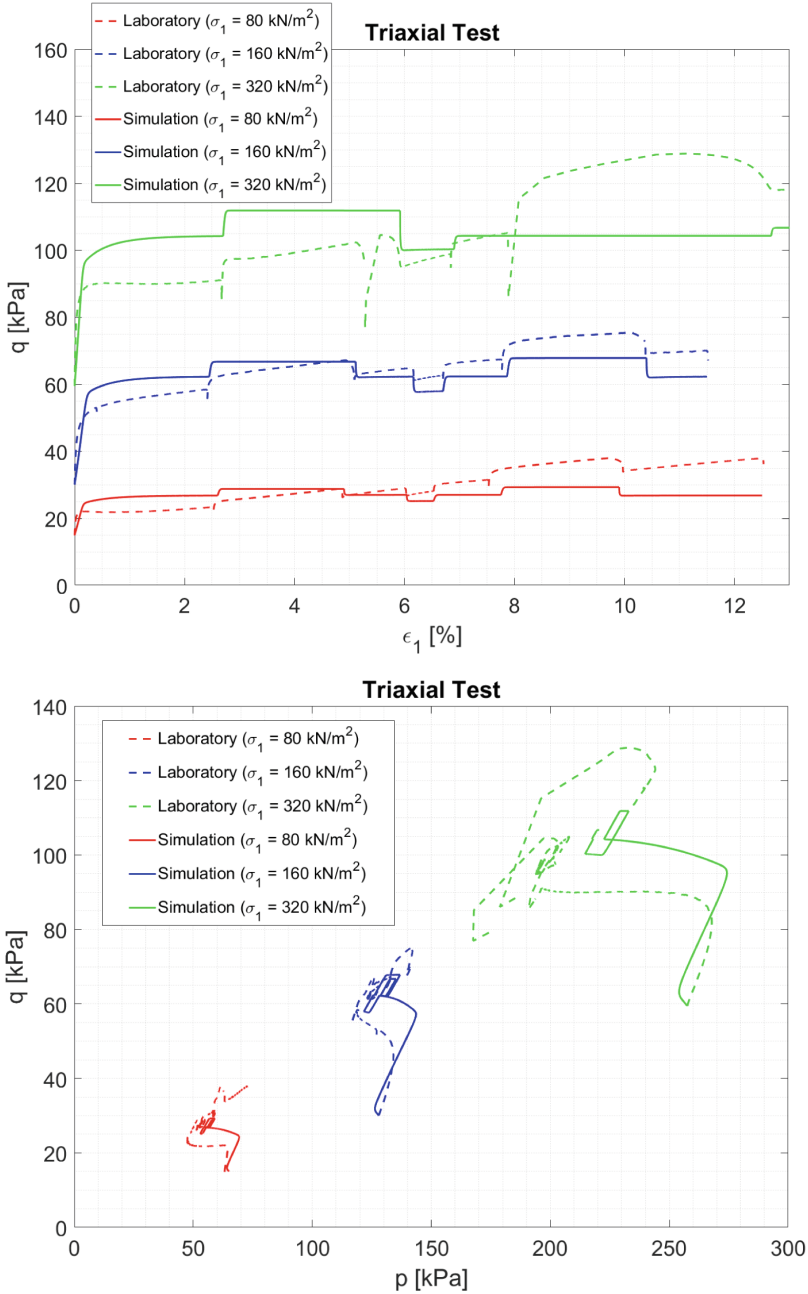 Triaxial Test
Laboratory (σ₁ = 80 kN/m²)
Laboratory (σ₁ = 160 kN/m²)
Laboratory (σ₁ = 320 kN/m²)
Simulation (σ₁ = 80 kN/m²)
Simulation (σ₁ = 160 kN/m²)
Simulation (σ₁ = 320 kN/m²)
160
140
120
100
80
60
40
20
0
q [kPa]
0 2 4 6 8 10 12
ϵ₁ [%]
Triaxial Test
Laboratory (σ₁ = 80 kN/m²)
Laboratory (σ₁ = 160 kN/m²)
Laboratory (σ₁ = 320 kN/m²)
Simulation (σ₁ = 80 kN/m²)
Simulation (σ₁ = 160 kN/m²)
Simulation (σ₁ = 320 kN/m²)
140
120
100
80
60
40
20
0
q [kPa]
0 50 100 150 200 250 300
p [kPa]